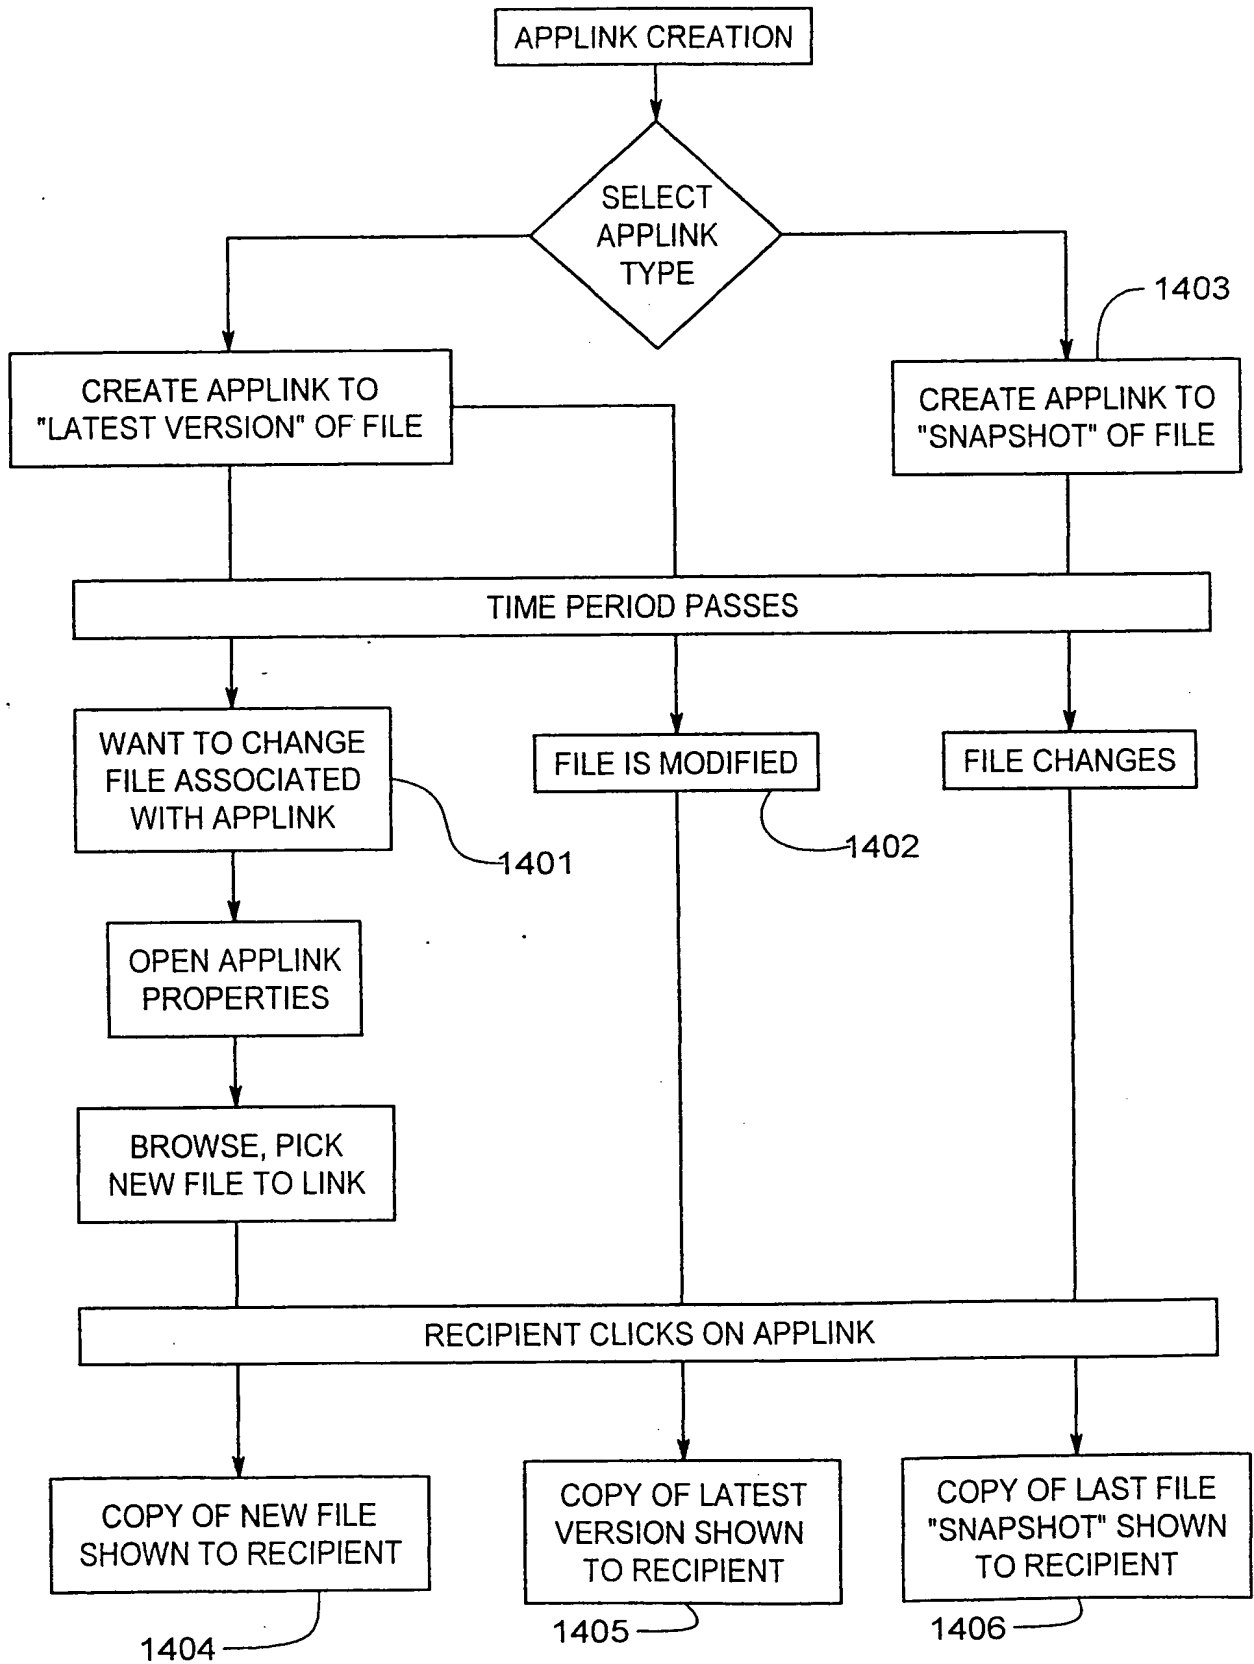 APPLINK CREATION
SELECT
APPLINK
TYPE
1403
CREATE APPLINK TO
"LATEST VERSION" OF FILE
CREATE APPLINK TO
"SNAPSHOT" OF FILE
TIME PERIOD PASSES
WANT TO CHANGE
FILE ASSOCIATED
WITH APPLINK
1401
FILE IS MODIFIED
1402
FILE CHANGES
OPEN APPLINK
PROPERTIES
BROWSE, PICK
NEW FILE TO LINK
RECIPIENT CLICKS ON APPLINK
COPY OF NEW FILE
SHOWN TO RECIPIENT
1404
COPY OF LATEST
VERSION SHOWN
TO RECIPIENT
1405
COPY OF LAST FILE
"SNAPSHOT" SHOWN
TO RECIPIENT
1406